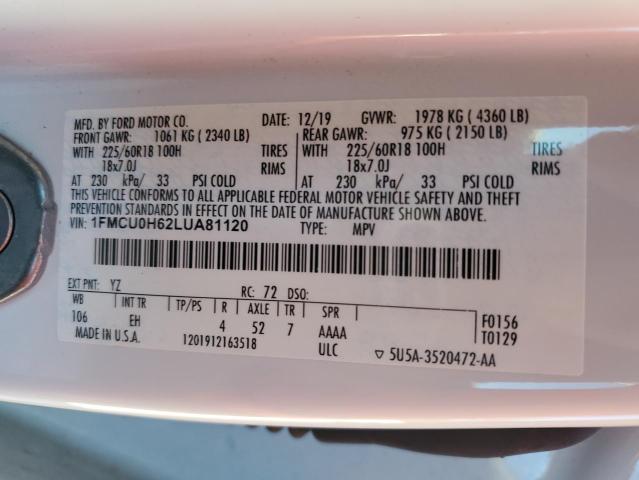 MFD. BY FORD MOTOR CO. DATE: 12/19 GVWR: 1978 KG ( 4360 LB)
FRONT GAWR: 1061 KG ( 2340 LB) REAR GAWR: 975 KG ( 2150 LB)
WITH 225/60R18 100H TIRES WITH 225/60R18 100H TIRES
18x7.0J RIMS 18x7.0J RIMS
AT 230 kPa/ 33 PSI COLD AT 230 kPa/ 33 PSI COLD
THIS VEHICLE CONFORMS TO ALL APPLICABLE FEDERAL MOTOR VEHICLE SAFETY AND THEFT
PREVENTION STANDARDS IN EFFECT ON THE DATE OF MANUFACTURE SHOWN ABOVE.
VIN: 1FMCU0H62LUA81120 TYPE: MPV
EXT PNT: YZ RC: 72 DSO:
WB INT TR TP/PS R AXLE TR SPR F0156
106 EH 4 52 7 AAAA T0129
MADE IN U.S.A. 1201912163518 ULC ▽ 5U5A-3520472-AA